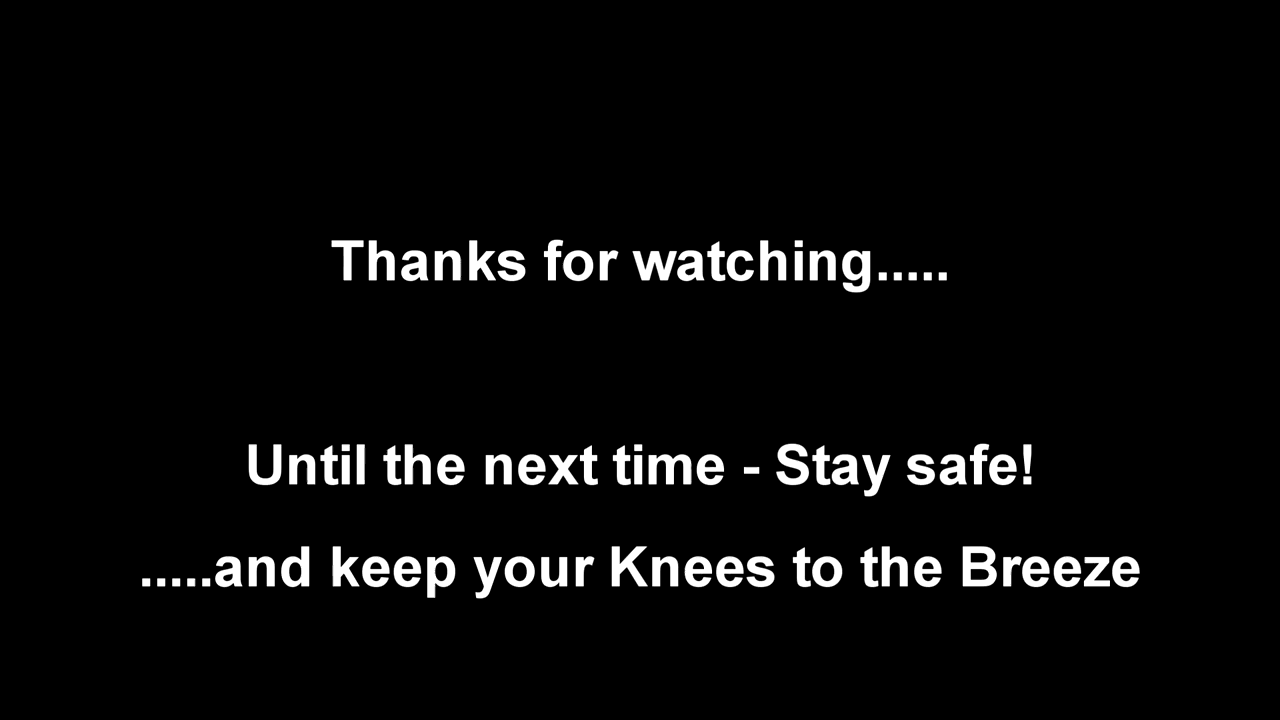 Thanks for watching.....
Until the next time - Stay safe!
.....and keep your Knees to the Breeze